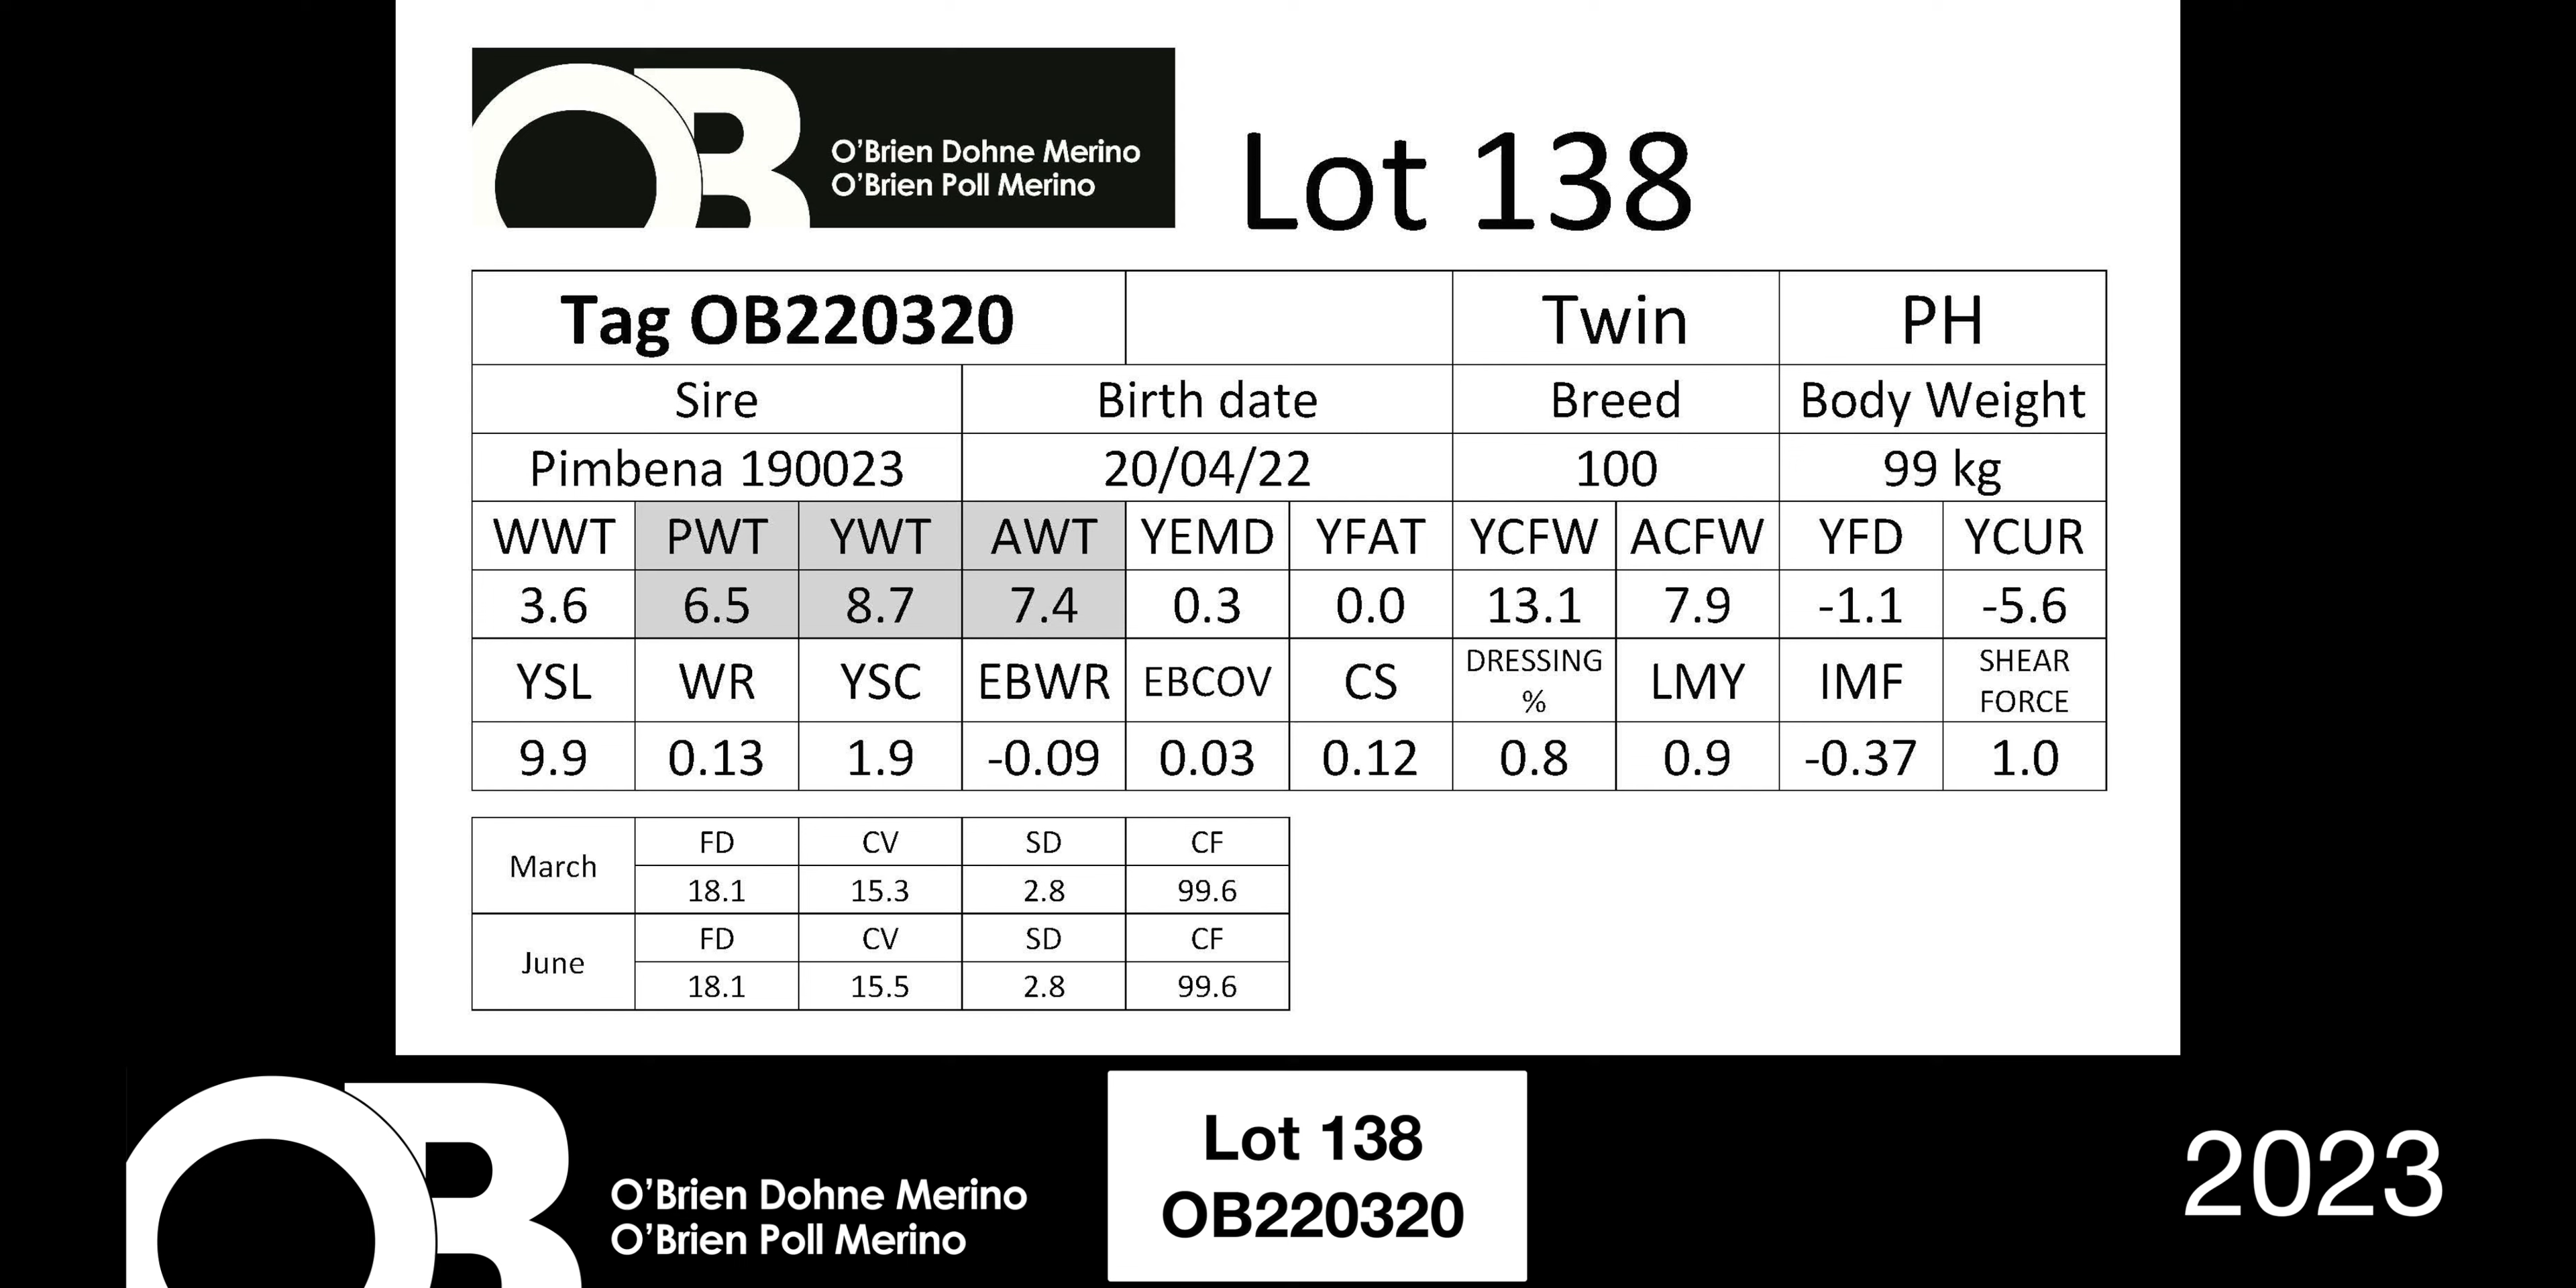 OB
O'Brien Dohne Merino
O'Brien Poll Merino
Lot 138
Tag OB220320 Twin PH
Sire Birth date Breed Body Weight
Pimbena 190023 20/04/22 100 99 kg
WWT PWT YWT AWT YEMD YFAT YCFW ACFW YFD YCUR
3.6 6.5 8.7 7.4 0.3 0.0 13.1 7.9 -1.1 -5.6
YSL WR YSC EBWR EBCOV CS DRESSING % LMY IMF SHEAR FORCE
9.9 0.13 1.9 -0.09 0.03 0.12 0.8 0.9 -0.37 1.0
March FD CV SD CF
18.1 15.3 2.8 99.6
June FD CV SD CF
18.1 15.5 2.8 99.6
OB
O'Brien Dohne Merino
O'Brien Poll Merino
Lot 138
OB220320
2023